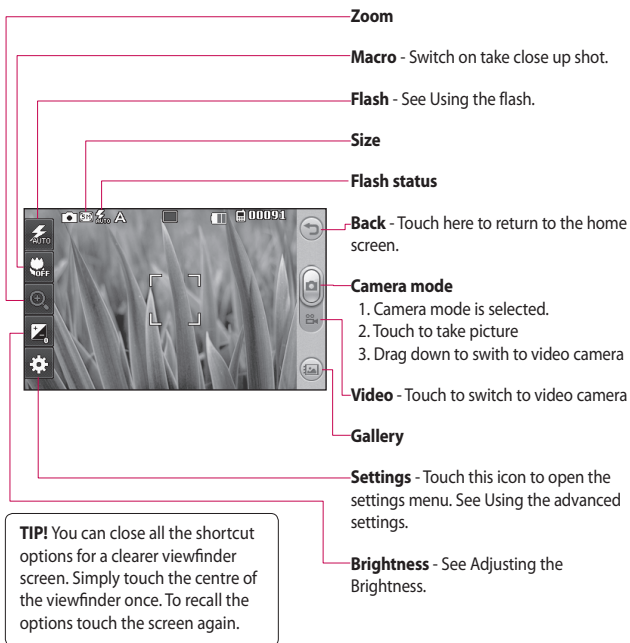 Zoom
Macro - Switch on take close up shot.
Flash - See Using the flash.
Size
Flash status
Back - Touch here to return to the home
screen.
Camera mode
1. Camera mode is selected.
2. Touch to take picture
3. Drag down to swith to video camera
Video - Touch to switch to video camera
Gallery
Settings - Touch this icon to open the
settings menu. See Using the advanced
settings.
Brightness - See Adjusting the
Brightness.
3M AUTO A 00091
AUTO
OFF
0
TIP! You can close all the shortcut
options for a clearer viewfinder
screen. Simply touch the centre of
the viewfinder once. To recall the
options touch the screen again.